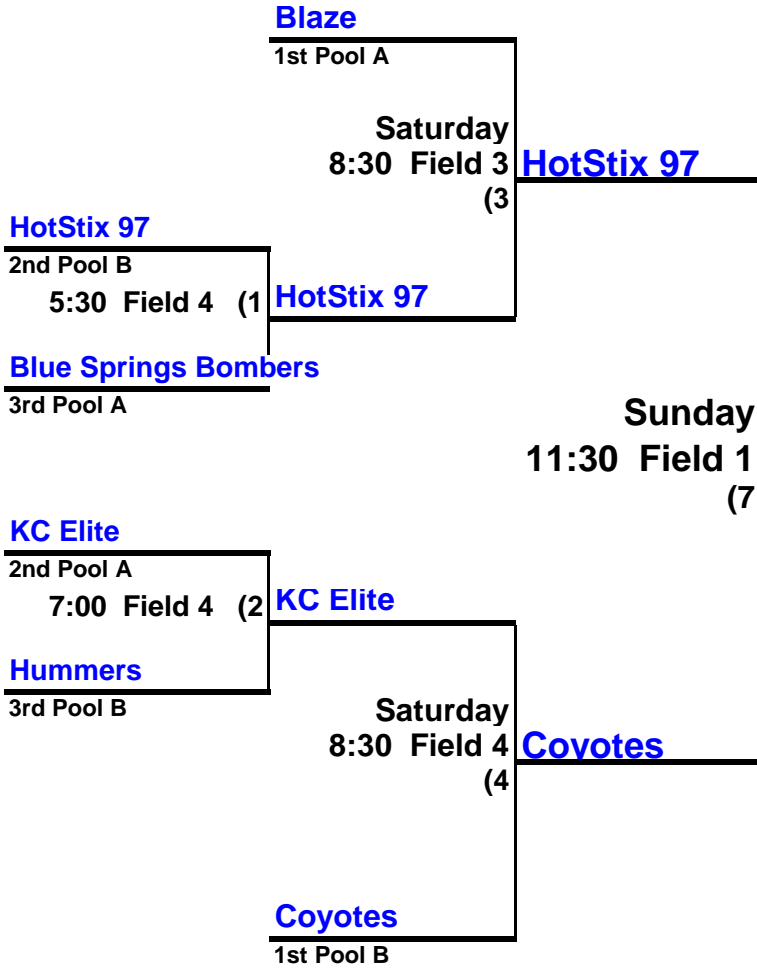 Blaze
1st Pool A
Saturday
8:30 Field 3
(3
HotStix 97
HotStix 97
2nd Pool B
5:30 Field 4 (1
HotStix 97
Blue Springs Bombers
3rd Pool A
Sunday
11:30 Field 1
(7
KC Elite
2nd Pool A
7:00 Field 4 (2
KC Elite
Hummers
3rd Pool B
Saturday
8:30 Field 4
(4
Coyotes
Coyotes
1st Pool B